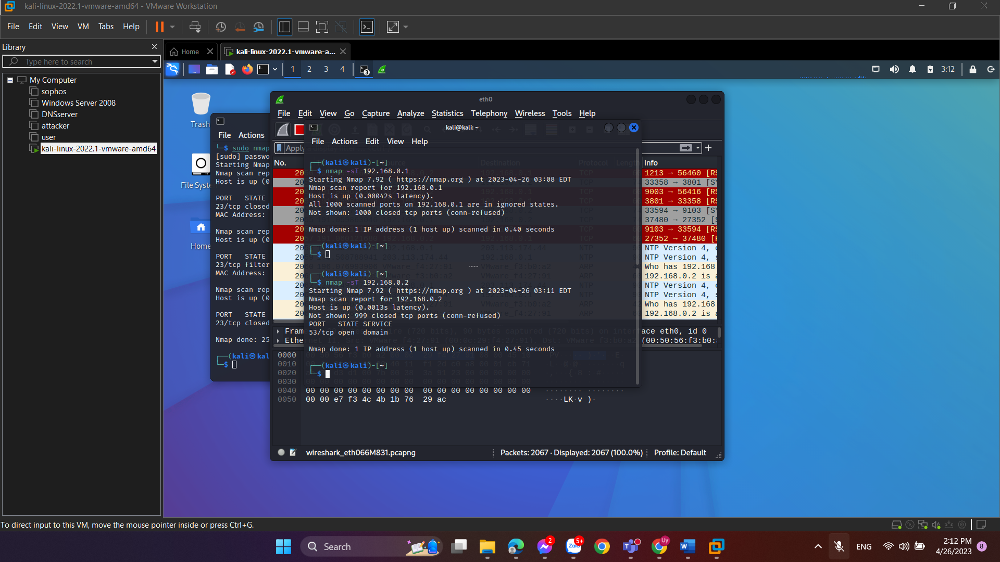 kali-linux-2022.1-vmware-amd64 - VMware Workstation
File Edit View VM Tabs Help
Library
Type here to search
My Computer
sophos
Windows Server 2008
DNSserver
attacker
user
kali-linux-2022.1-vmware-amd64
Home
kali-linux-2022.1-vmware-a...
1 2 3 4
3
3:12
Trash
File Syste
Home
File Actions
└─$ sudo nmap
[sudo] passwo
Starting Nmap
Nmap scan rep
Host is up (0
PORT STATE
23/tcp closed
MAC Address:
Nmap scan rep
Host is up (0
PORT STATE
23/tcp filter
MAC Address:
Nmap scan rep
Host is up (0
PORT STATE
23/tcp closed
Nmap done: 25
┌──(kali㉿kal
└─$
eth0
File Edit View Go Capture Analyze Statistics Telephony Wireless Tools Help
Apply
No. Source Destination Protocol Length Info
1213 → 56460 [RS
33358 → 3801 [SY
9003 → 56416 [RS
3801 → 33358 [RS
33594 → 9103 [SY
37480 → 27352 [S
9103 → 33594 [RS
27352 → 37480 [R
NTP Version 4, c
NTP Version 4, s
Who has 192.168.
192.168.0.2 is a
NTP Version 4, c
NTP Version 4, s
Who has 192.168.
192.168.0.2 is a
kali@kali: ~
File Actions Edit View Help
┌──(kali㉿kali)-[~]
└─$ nmap -sT 192.168.0.1
Starting Nmap 7.92 ( https://nmap.org ) at 2023-04-26 03:08 EDT
Nmap scan report for 192.168.0.1
Host is up (0.00042s latency).
All 1000 scanned ports on 192.168.0.1 are in ignored states.
Not shown: 1000 closed tcp ports (conn-refused)
Nmap done: 1 IP address (1 host up) scanned in 0.40 seconds
┌──(kali㉿kali)-[~]
└─$
┌──(kali㉿kali)-[~]
└─$ nmap -sT 192.168.0.2
Starting Nmap 7.92 ( https://nmap.org ) at 2023-04-26 03:11 EDT
Nmap scan report for 192.168.0.2
Host is up (0.0013s latency).
Not shown: 999 closed tcp ports (conn-refused)
PORT STATE SERVICE
53/tcp open domain
Nmap done: 1 IP address (1 host up) scanned in 0.45 seconds
┌──(kali㉿kali)-[~]
└─$
0000
0010
0020
0030
0040 00 00 00 00 00 00 00 00 00 00 00 00 00 00 00 00 ········ ········
0050 00 00 e7 f3 4c 4b 1b 76 29 ac ····LK·v )·
wireshark_eth066M831.pcapng
Packets: 2067 · Displayed: 2067 (100.0%)
Profile: Default
To direct input to this VM, move the mouse pointer inside or press Ctrl+G.
Search
2
Zalo
5+
Uy
ENG
2:12 PM
4/26/2023
8